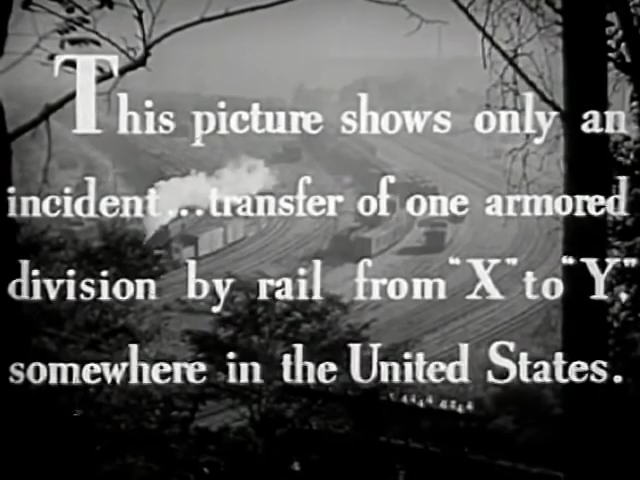 This picture shows only an
incident...transfer of one armored
division by rail from "X" to "Y,"
somewhere in the United States.